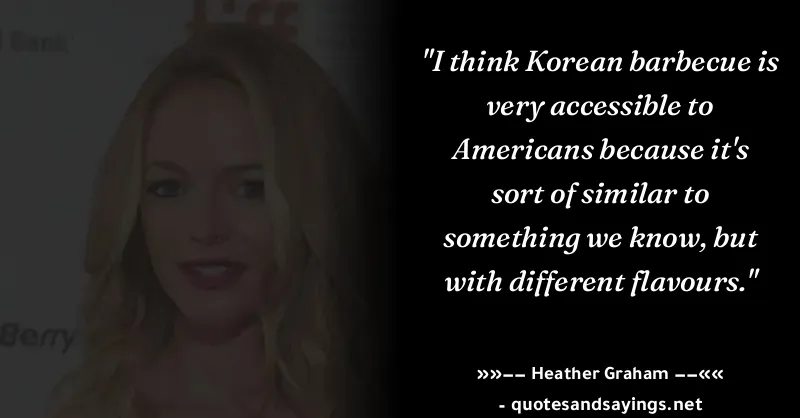 Bank
Berry
"I think Korean barbecue is
very accessible to
Americans because it's
sort of similar to
something we know, but
with different flavours."
»»−− Heather Graham −−««
- quotesandsayings.net